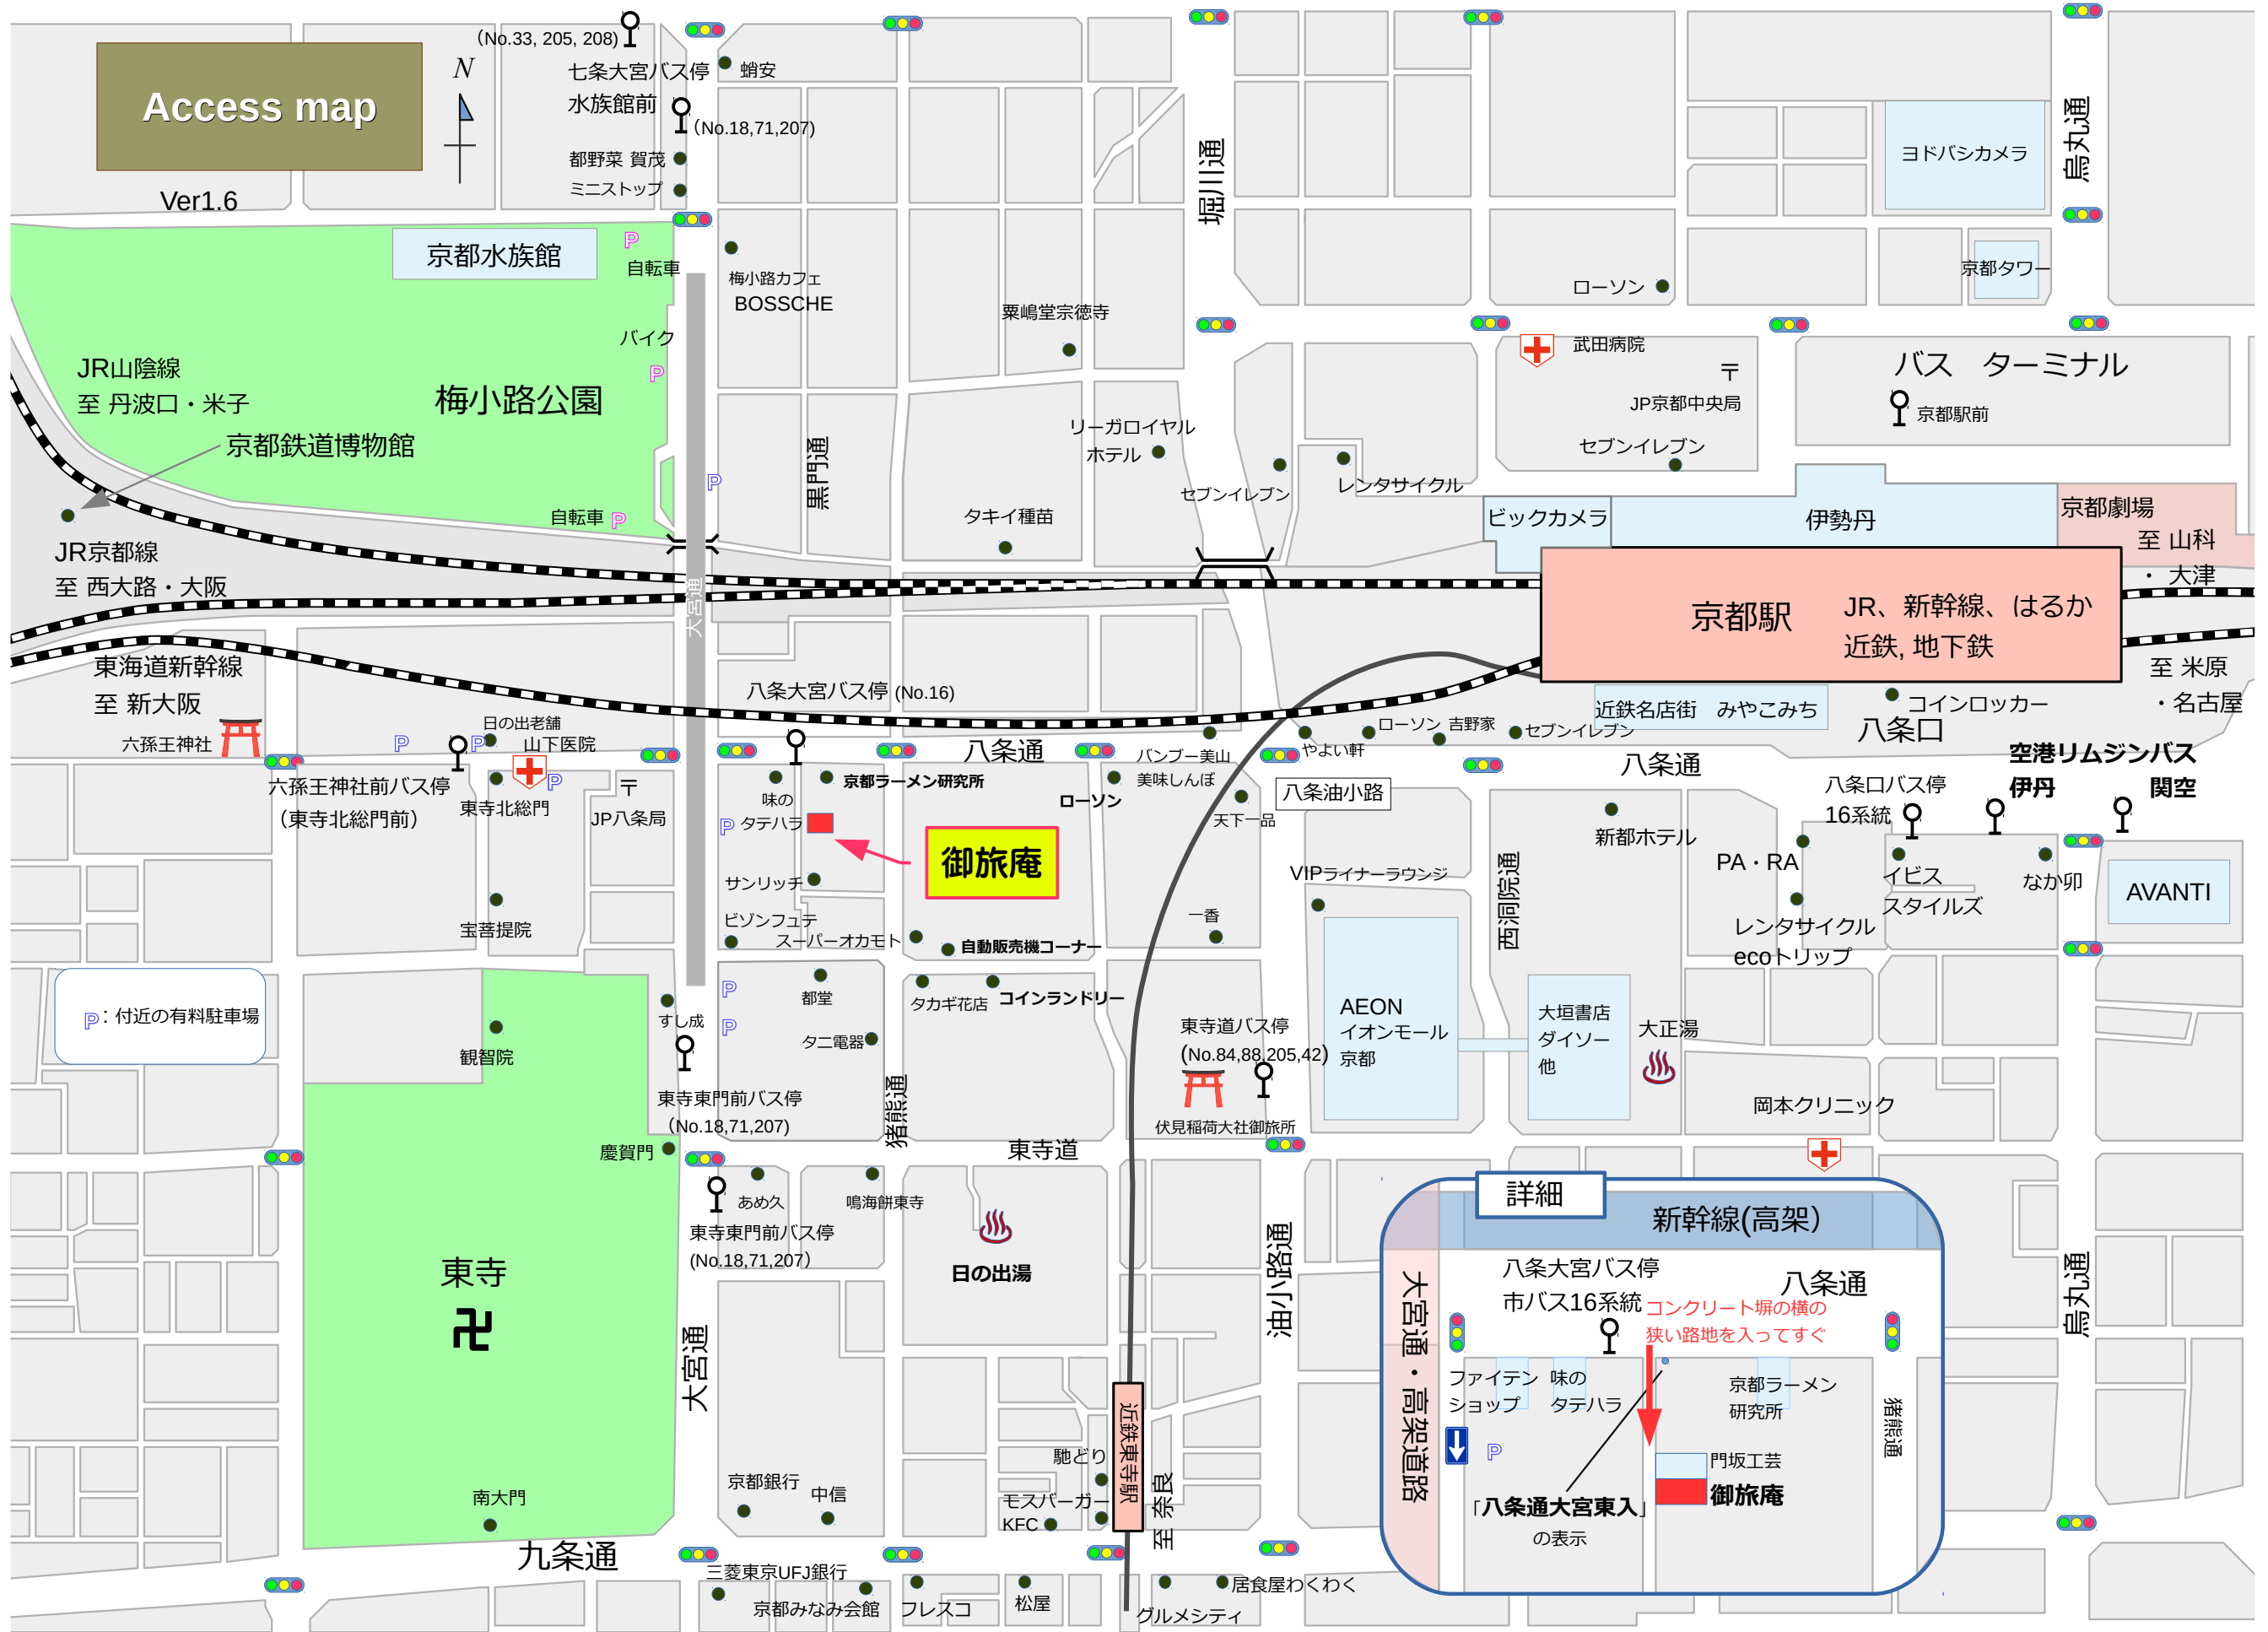 Access map
Ver1.6
N
(No.33, 205, 208)
七条大宮バス停
水族館前
(No.18,71,207)
蛸安
都野菜 賀茂
ミニストップ
堀川通
烏丸通
ヨドバシカメラ
京都水族館
P
自転車
梅小路カフェ
BOSSCHE
京都タワー
ローソン
粟嶋堂宗徳寺
バイク
P
武田病院
〒
JP京都中央局
バス ターミナル
京都駅前
JR山陰線
至 丹波口・米子
梅小路公園
京都鉄道博物館
リーガロイヤル
ホテル
セブンイレブン
黒門通
P
セブンイレブン
レンタサイクル
自転車 P
タキイ種苗
ビックカメラ
伊勢丹
京都劇場
至 山科
・ 大津
JR京都線
至 西大路・大阪
大宮通
京都駅
JR、新幹線、はるか
近鉄, 地下鉄
東海道新幹線
至 新大阪
八条大宮バス停 (No.16)
至 米原
・名古屋
近鉄名店街 みやこみち
コインロッカー
八条口
六孫王神社
P
P
日の出老舗
山下医院
八条通
バンブー美山
美味しんぼ
やよい軒
ローソン 吉野家
セブンイレブン
八条通
空港リムジンバス
伊丹 関空
六孫王神社前バス停
（東寺北総門前）
東寺北総門
P
〒
JP八条局
味の
タテハラ
P
京都ラーメン研究所
ローソン
天下一品
八条油小路
八条口バス停
16系統
新都ホテル
御旅庵
VIPライナーラウンジ
西洞院通
PA・RA
イビス
スタイルズ
なか卯
AVANTI
サンリッチ
ビゾンフュテ
スーパーオカモト
自動販売機コーナー
一香
レンタサイクル
ecoトリップ
宝菩提院
P：付近の有料駐車場
P
P
都堂
タカギ花店
コインランドリー
すし成
タニ電器
観智院
東寺道バス停
(No.84,88,205,42)
AEON
イオンモール
京都
大垣書店
ダイソー
他
大正湯
東寺東門前バス停
（No.18,71,207)
猪熊通
伏見稲荷大社御旅所
岡本クリニック
慶賀門
東寺道
あめ久
鳴海餅東寺
東寺東門前バス停
(No.18,71,207）
日の出湯
東寺
卍
大宮通
油小路通
烏丸通
詳細
新幹線(高架）
大宮通・高架道路
八条大宮バス停
市バス16系統
八条通
コンクリート塀の横の
狭い路地を入ってすぐ
ファイテン
ショップ
味の
タテハラ
京都ラーメン
研究所
猪熊通
P
門坂工芸
御旅庵
「八条通大宮東入」
の表示
近鉄東寺駅
至 奈良
馳どり
モスバーガー
KFC
京都銀行
中信
南大門
九条通
三菱東京UFJ銀行
京都みなみ会館
フレスコ
松屋
グルメシティ
居食屋わくわく